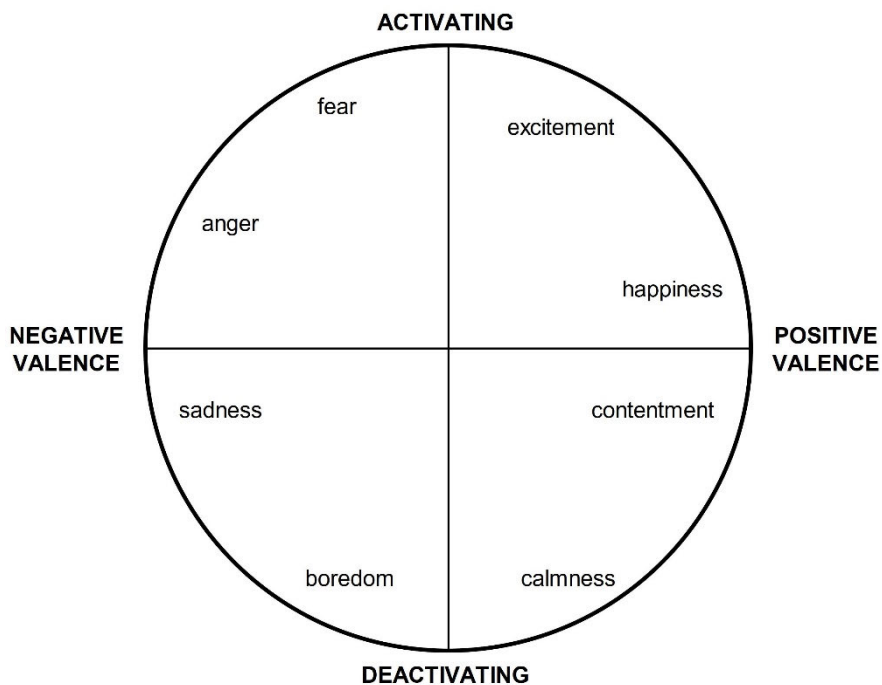 ACTIVATING
fear
excitement
anger
happiness
NEGATIVE
VALENCE
POSITIVE
VALENCE
sadness
contentment
boredom
calmness
DEACTIVATING